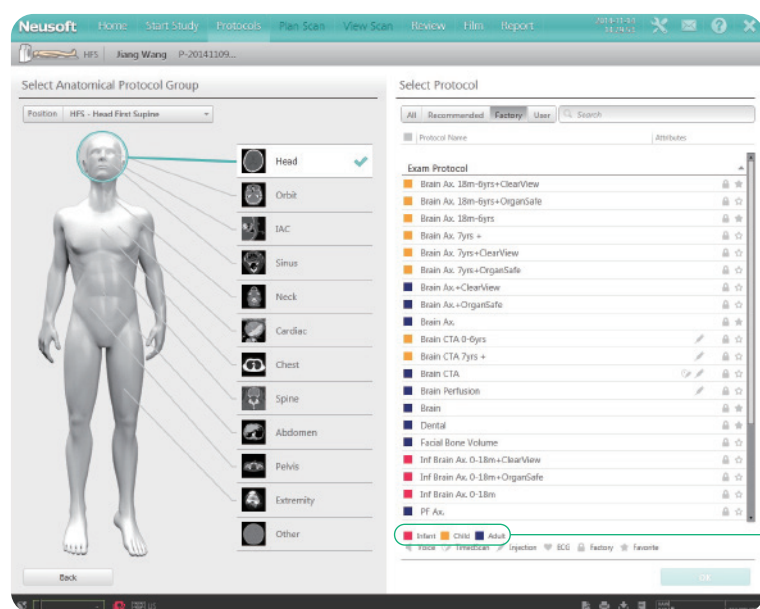 Neusoft Home Start Study Protocols Plan Scan View Scan Review Film Report
HFS Jiang Wang P-20141109...
Select Anatomical Protocol Group
Position HFS - Head First Supine
Head
Orbit
IAC
Sinus
Neck
Cardiac
Chest
Spine
Abdomen
Pelvis
Extremity
Other
Back
Select Protocol
All Recommended Factory User Search
Protocol Name Attributes
Exam Protocol
Brain Ax. 18m-6yrs+ClearView
Brain Ax. 18m-6yrs+OrganSafe
Brain Ax. 18m-6yrs
Brain Ax. 7yrs +
Brain Ax. 7yrs+ClearView
Brain Ax. 7yrs+OrganSafe
Brain Ax.+ClearView
Brain Ax.+OrganSafe
Brain Ax.
Brain CTA 0-6yrs
Brain CTA 7yrs +
Brain CTA
Brain Perfusion
Brain
Dental
Facial Bone Volume
Inf Brain Ax. 0-18m+ClearView
Inf Brain Ax. 0-18m+OrganSafe
Inf Brain Ax. 0-18m
PF Ax.
Infant Child Adult
Voice TimedScan Injection ECG Factory Favorite
OK